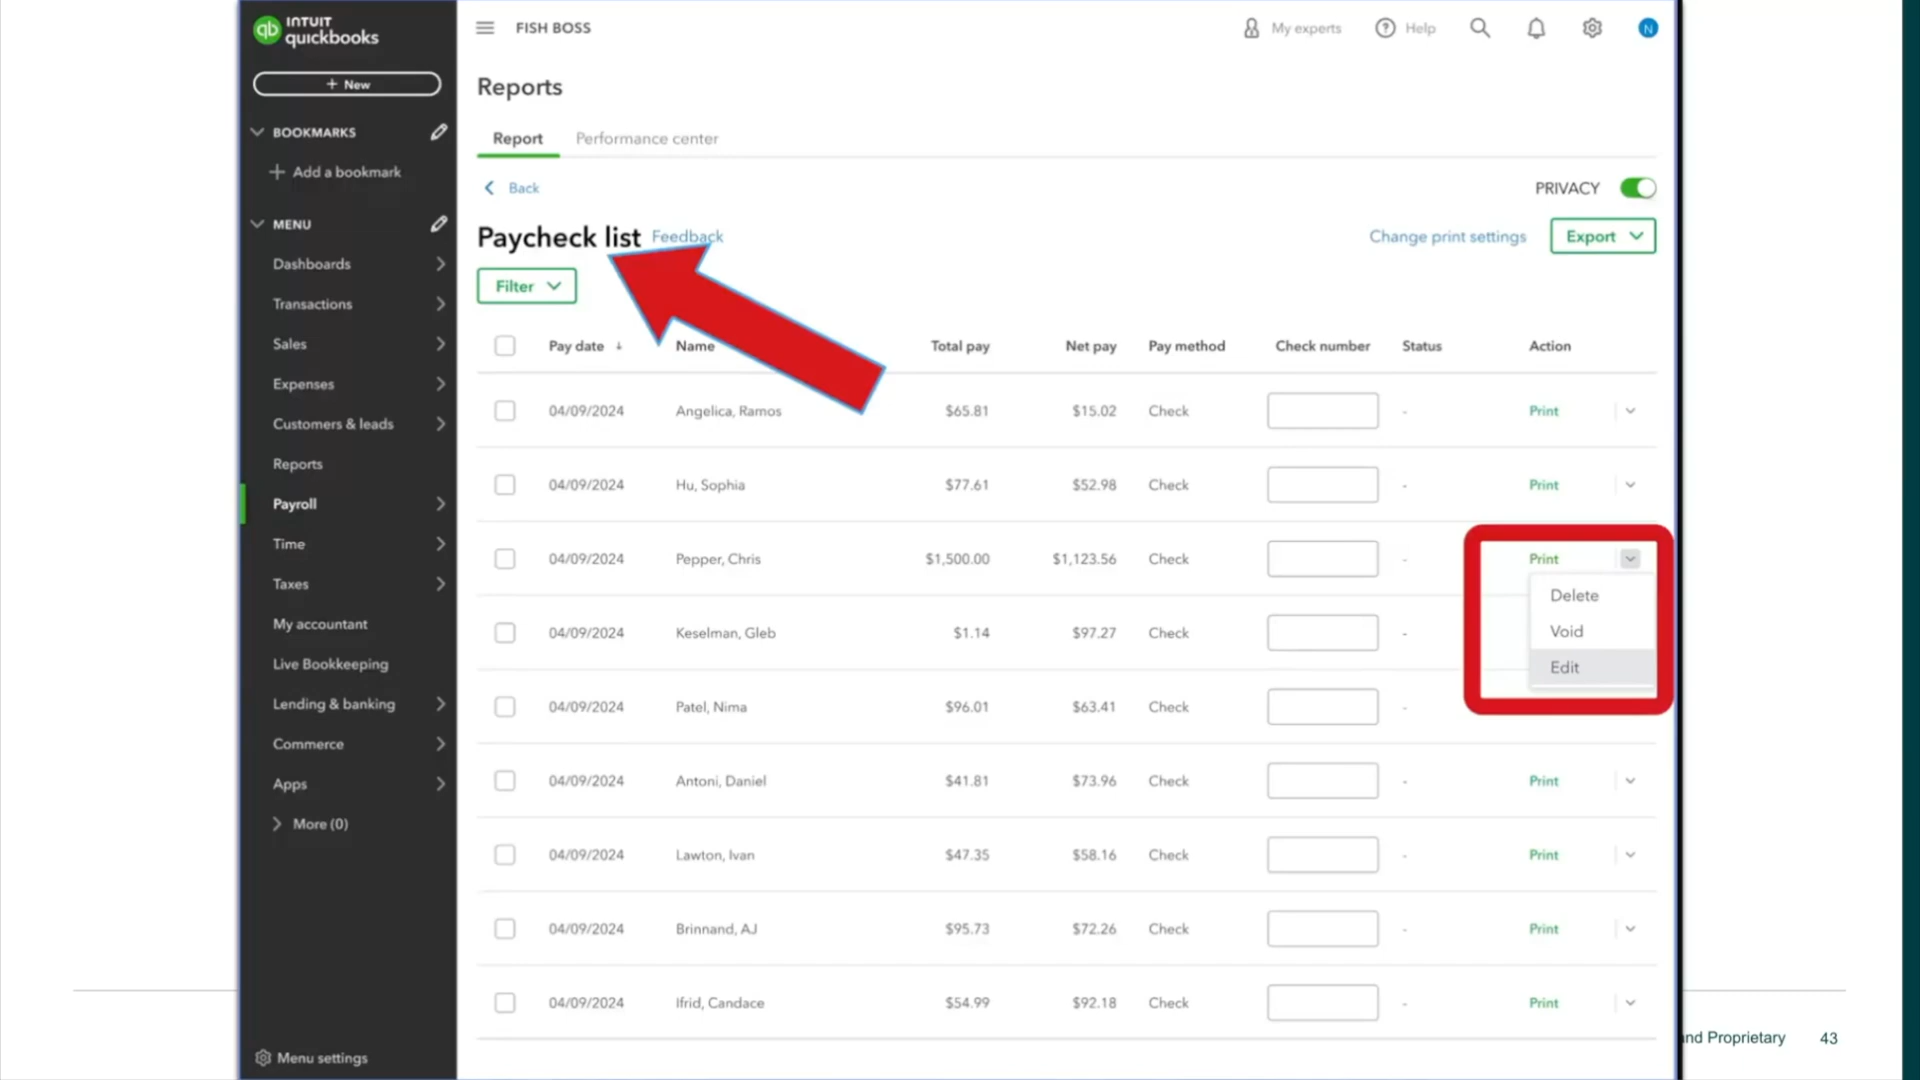 INTUIT
quickbooks
FISH BOSS
My experts
Help
N
+ New
BOOKMARKS
Add a bookmark
MENU
Dashboards
Transactions
Sales
Expenses
Customers & leads
Reports
Payroll
Time
Taxes
My accountant
Live Bookkeeping
Lending & banking
Commerce
Apps
More (0)
Menu settings
Reports
Report Performance center
Back
PRIVACY
Paycheck list Feedback
Change print settings
Export
Filter
Pay date Name Total pay Net pay Pay method Check number Status Action
04/09/2024 Angelica, Ramos $65.81 $15.02 Check - Print
04/09/2024 Hu, Sophia $77.61 $52.98 Check - Print
04/09/2024 Pepper, Chris $1,500.00 $1,123.56 Check - Print
Delete
Void
Edit
04/09/2024 Keselman, Gleb $1.14 $97.27 Check -
04/09/2024 Patel, Nima $96.01 $63.41 Check -
04/09/2024 Antoni, Daniel $41.81 $73.96 Check - Print
04/09/2024 Lawton, Ivan $47.35 $58.16 Check - Print
04/09/2024 Brinnand, AJ $95.73 $72.26 Check - Print
04/09/2024 Ifrid, Candace $54.99 $92.18 Check - Print
and Proprietary 43